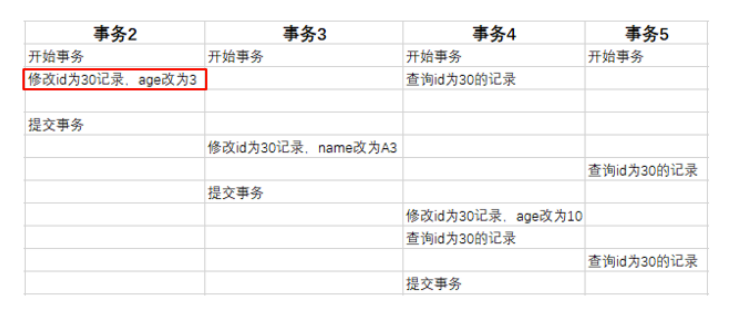 事务2 事务3 事务4 事务5
开始事务 开始事务 开始事务 开始事务
修改id为30记录，age改为3 查询id为30的记录
提交事务
修改id为30记录，name改为A3
查询id为30的记录
提交事务
修改id为30记录，age改为10
查询id为30的记录
查询id为30的记录
提交事务